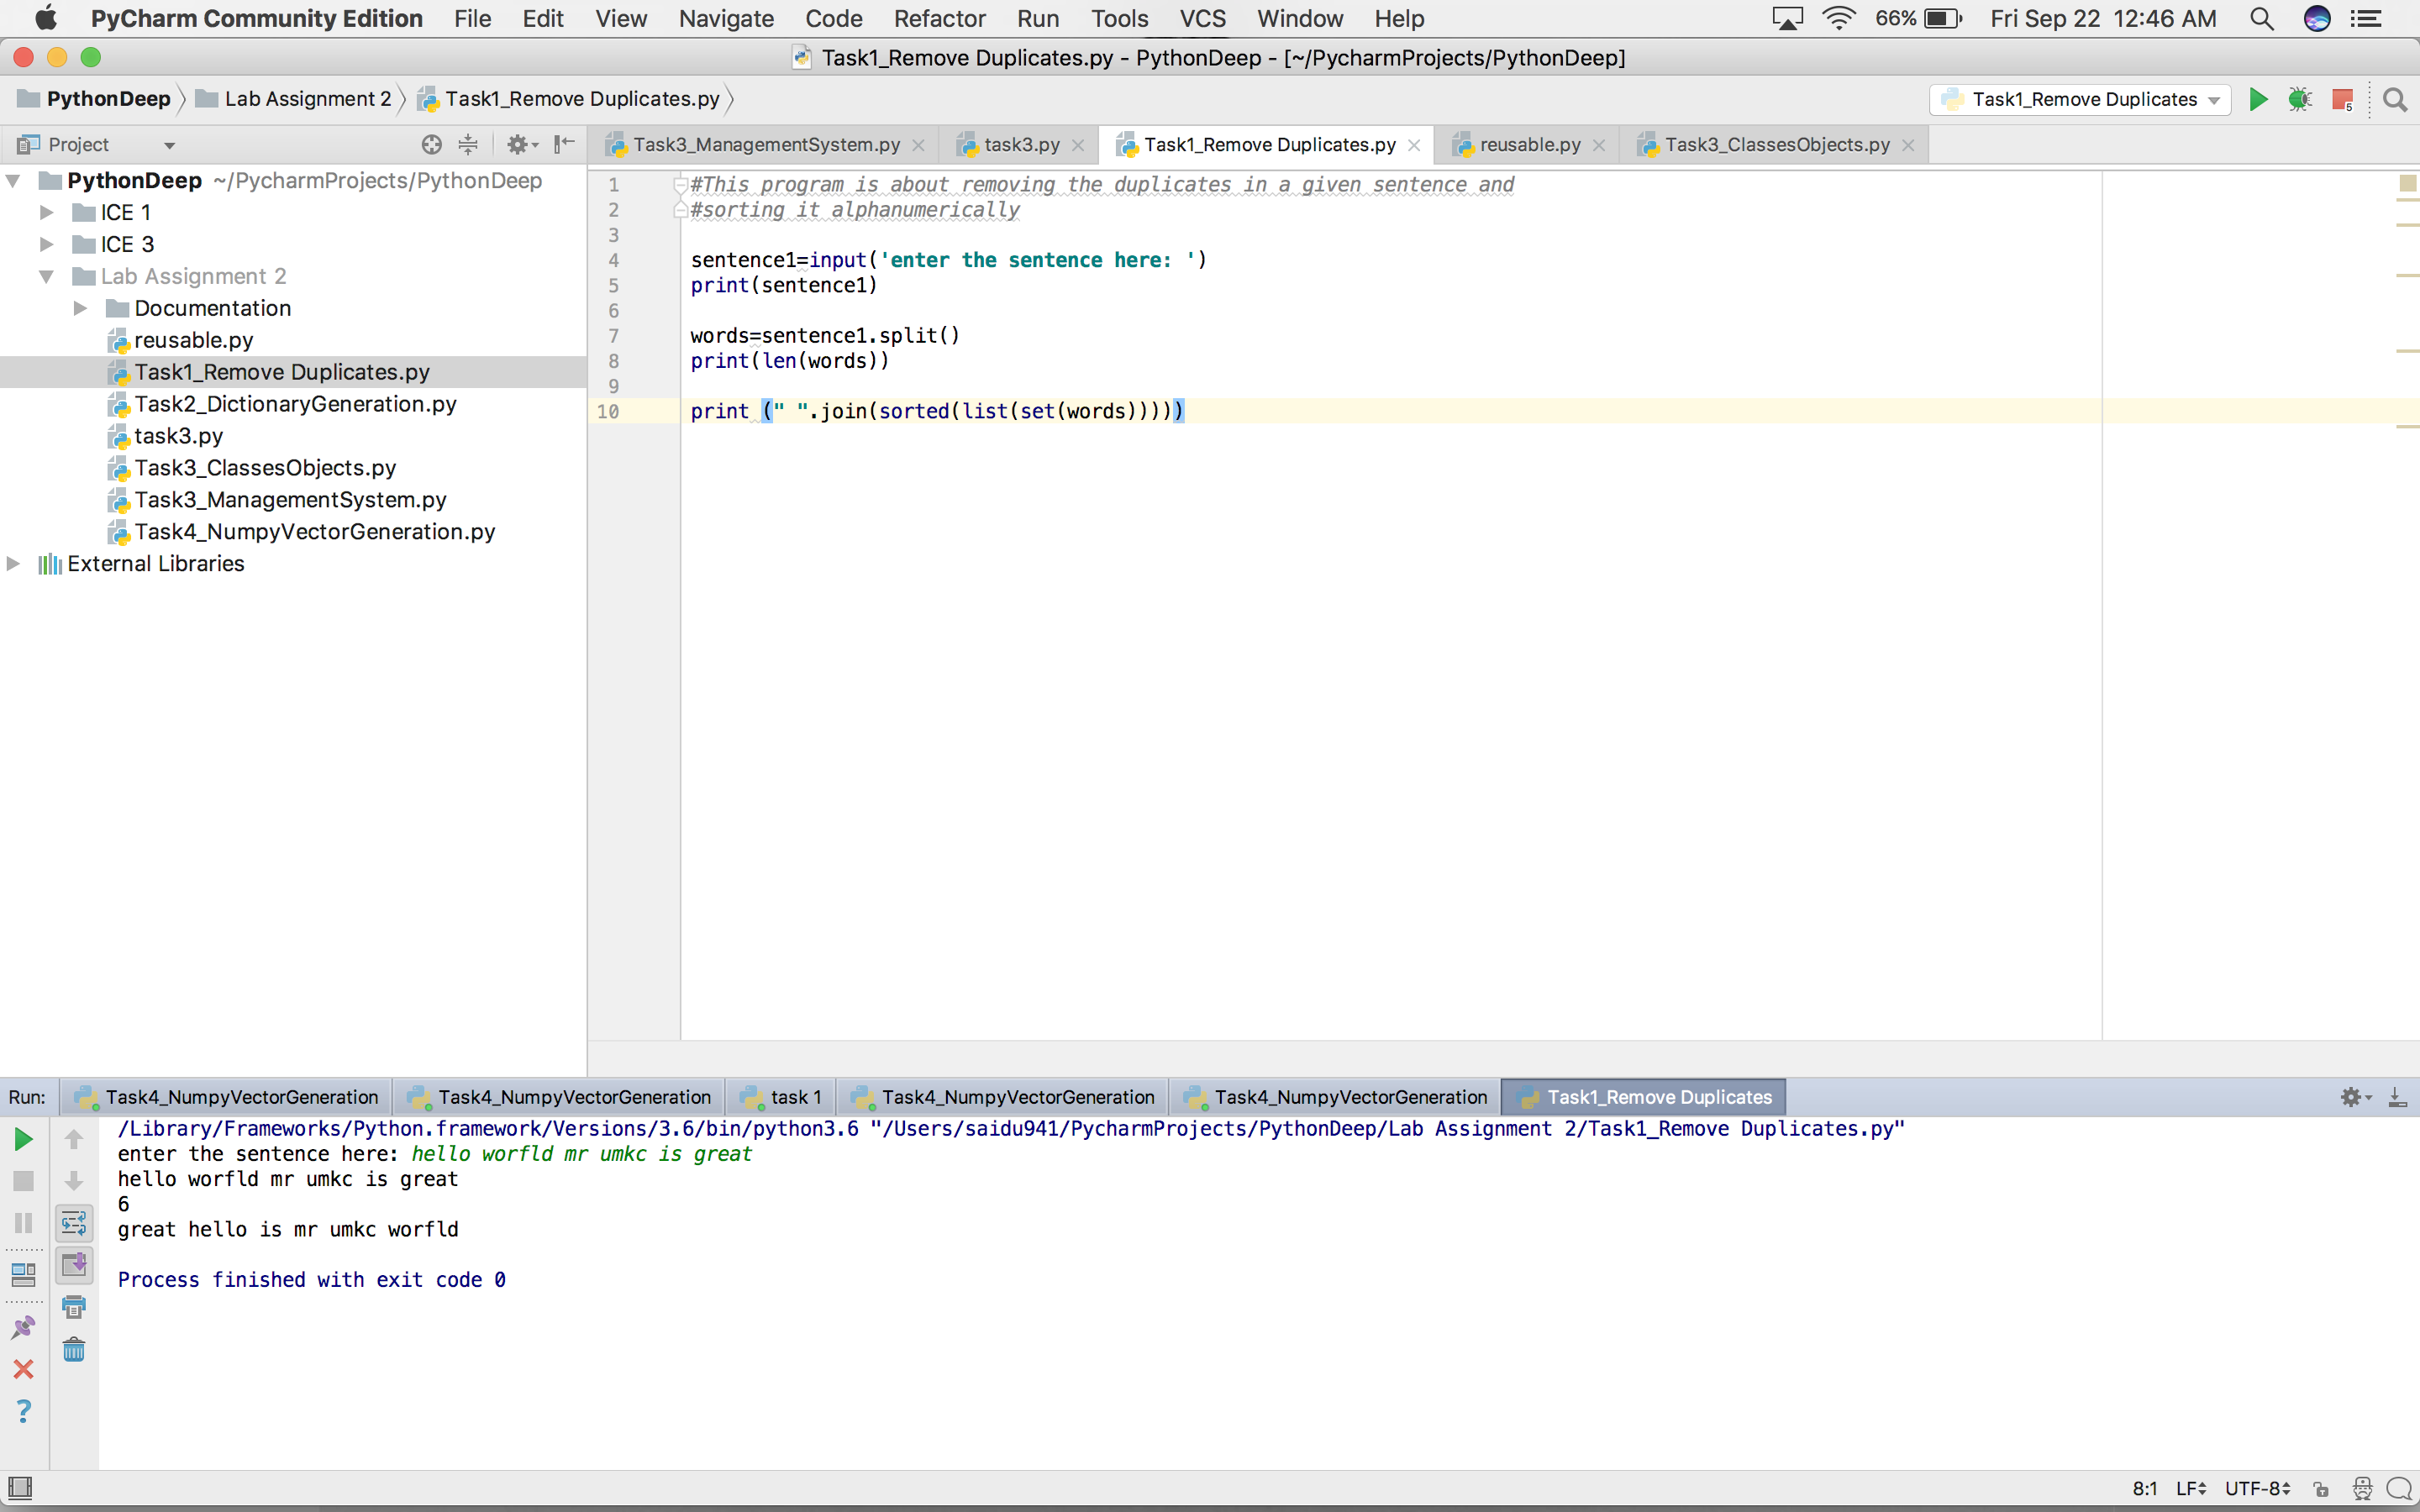 PyCharm Community Edition File Edit View Navigate Code Refactor Run Tools VCS Window Help 66% Fri Sep 22 12:46 AM
Task1_Remove Duplicates.py - PythonDeep - [~/PycharmProjects/PythonDeep]
PythonDeep Lab Assignment 2 Task1_Remove Duplicates.py Task1_Remove Duplicates 5
Project
Task3_ManagementSystem.py task3.py Task1_Remove Duplicates.py reusable.py Task3_ClassesObjects.py
PythonDeep ~/PycharmProjects/PythonDeep
ICE 1
ICE 3
Lab Assignment 2
Documentation
reusable.py
Task1_Remove Duplicates.py
Task2_DictionaryGeneration.py
task3.py
Task3_ClassesObjects.py
Task3_ManagementSystem.py
Task4_NumpyVectorGeneration.py
External Libraries
1 #This program is about removing the duplicates in a given sentence and
2 #sorting it alphanumerically
3
4 sentence1=input('enter the sentence here: ')
5 print(sentence1)
6
7 words=sentence1.split()
8 print(len(words))
9
10 print (" ".join(sorted(list(set(words)))))
Run: Task4_NumpyVectorGeneration Task4_NumpyVectorGeneration task 1 Task4_NumpyVectorGeneration Task4_NumpyVectorGeneration Task1_Remove Duplicates
/Library/Frameworks/Python.framework/Versions/3.6/bin/python3.6 "/Users/saidu941/PycharmProjects/PythonDeep/Lab Assignment 2/Task1_Remove Duplicates.py"
enter the sentence here: hello worfld mr umkc is great
hello worfld mr umkc is great
6
great hello is mr umkc worfld
Process finished with exit code 0
8:1 LF UTF-8